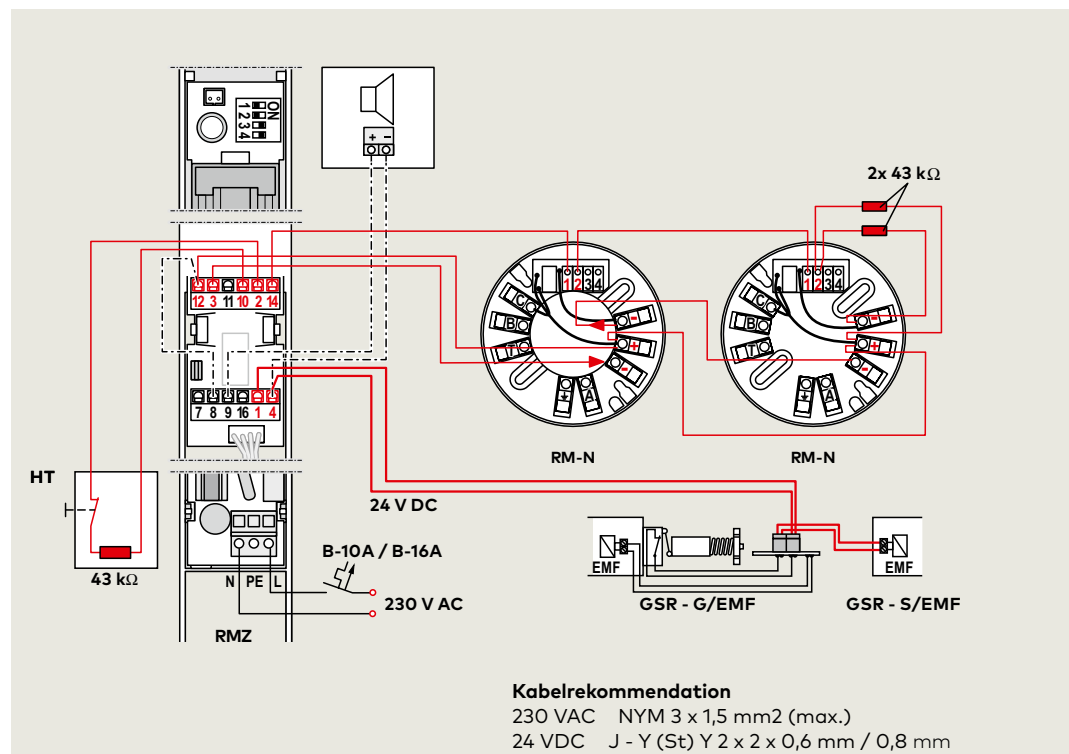 ON
1 2 3 4
+ −
2x 43 kΩ
12 3 11 10 2 14
1 2 3 4
1 2 3 4
C
B
T
-
+
-
A
C
B
T
-
+
-
A
7 8 9 16 1 4
RM-N
RM-N
HT
24 V DC
43 kΩ
B-10A / B-16A
N PE L
230 V AC
EMF
EMF
GSR - G/EMF
GSR - S/EMF
RMZ
Kabelrekommendation
230 VAC NYM 3 x 1,5 mm2 (max.)
24 VDC J - Y (St) Y 2 x 2 x 0,6 mm / 0,8 mm